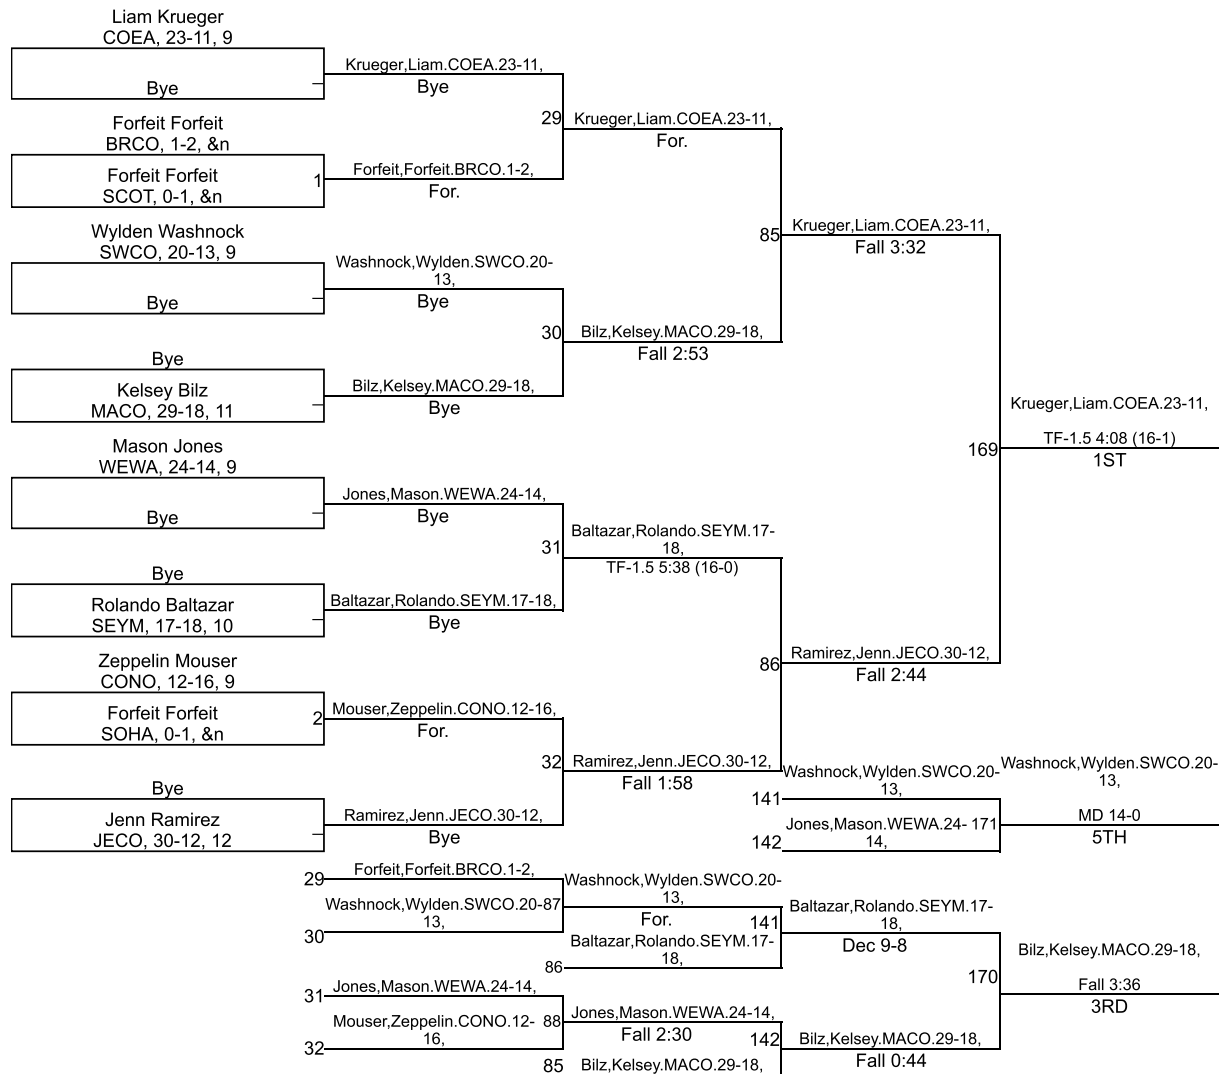 Liam Krueger
COEA, 23-11, 9
Bye
Krueger,Liam.COEA.23-11,
Bye
29
Krueger,Liam.COEA.23-11,
For.
Forfeit Forfeit
BRCO, 1-2, &n
Forfeit Forfeit
SCOT, 0-1, &n
1
Forfeit,Forfeit.BRCO.1-2,
For.
85
Krueger,Liam.COEA.23-11,
Fall 3:32
Wylden Washnock
SWCO, 20-13, 9
Bye
Washnock,Wylden.SWCO.20-
13,
Bye
30
Bilz,Kelsey.MACO.29-18,
Fall 2:53
Bye
Kelsey Bilz
MACO, 29-18, 11
Bilz,Kelsey.MACO.29-18,
Bye
169
Krueger,Liam.COEA.23-11,
TF-1.5 4:08 (16-1)
1ST
Mason Jones
WEWA, 24-14, 9
Bye
Jones,Mason.WEWA.24-14,
Bye
31
Baltazar,Rolando.SEYM.17-
18,
TF-1.5 5:38 (16-0)
Bye
Rolando Baltazar
SEYM, 17-18, 10
Baltazar,Rolando.SEYM.17-18,
Bye
86
Ramirez,Jenn.JECO.30-12,
Fall 2:44
Zeppelin Mouser
CONO, 12-16, 9
Forfeit Forfeit
SOHA, 0-1, &n
2
Mouser,Zeppelin.CONO.12-16,
For.
32
Ramirez,Jenn.JECO.30-12,
Fall 1:58
Bye
Jenn Ramirez
JECO, 30-12, 12
Ramirez,Jenn.JECO.30-12,
Bye
141
Washnock,Wylden.SWCO.20-
13,
142
Jones,Mason.WEWA.24-
14,
171
Washnock,Wylden.SWCO.20-
13,
MD 14-0
5TH
29
Forfeit,Forfeit.BRCO.1-2,
30
Washnock,Wylden.SWCO.20-
13,
87
Washnock,Wylden.SWCO.20-
13,
For.
86
Baltazar,Rolando.SEYM.17-
18,
141
Baltazar,Rolando.SEYM.17-
18,
Dec 9-8
31
Jones,Mason.WEWA.24-14,
32
Mouser,Zeppelin.CONO.12-
16,
88
Jones,Mason.WEWA.24-14,
Fall 2:30
85
Bilz,Kelsey.MACO.29-18,
142
Bilz,Kelsey.MACO.29-18,
Fall 0:44
170
Bilz,Kelsey.MACO.29-18,
Fall 3:36
3RD